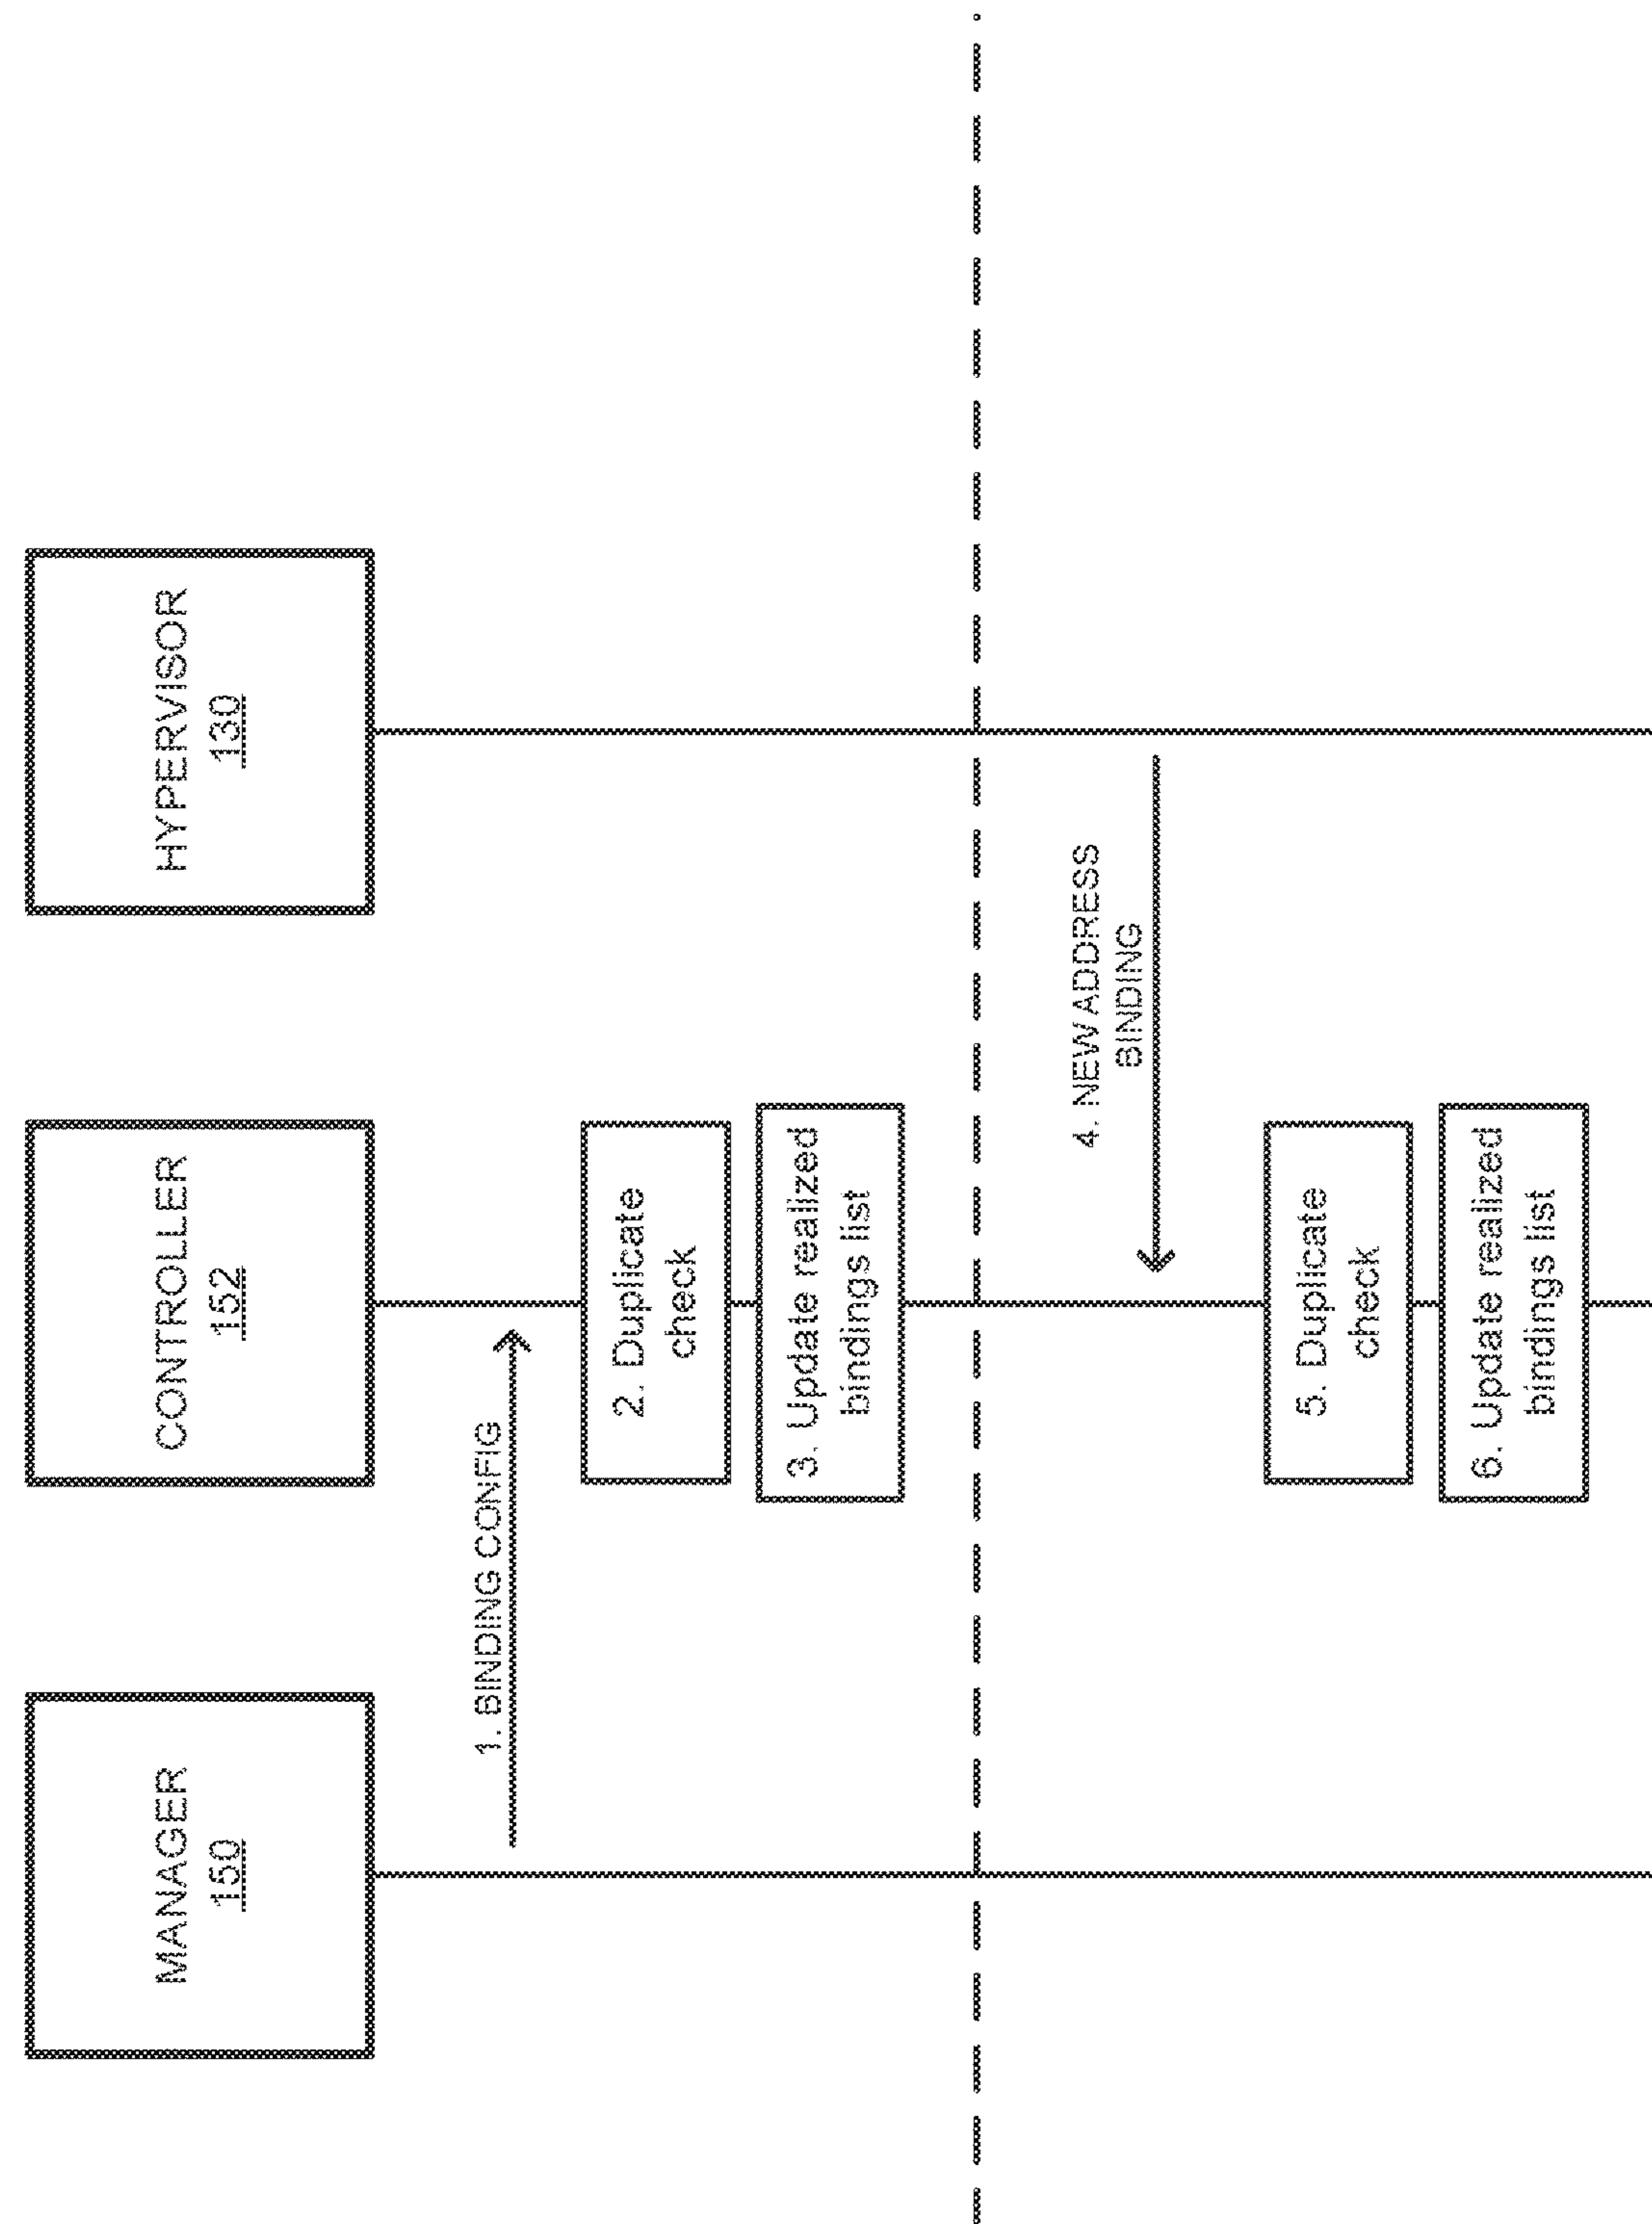 MANAGER
150
CONTROLLER
152
HYPERVISOR
130
1. BINDING CONFIG
2. Duplicate
check
3. Update realized
bindings list
4. NEW ADDRESS
BINDING
5. Duplicate
check
6. Update realized
bindings list